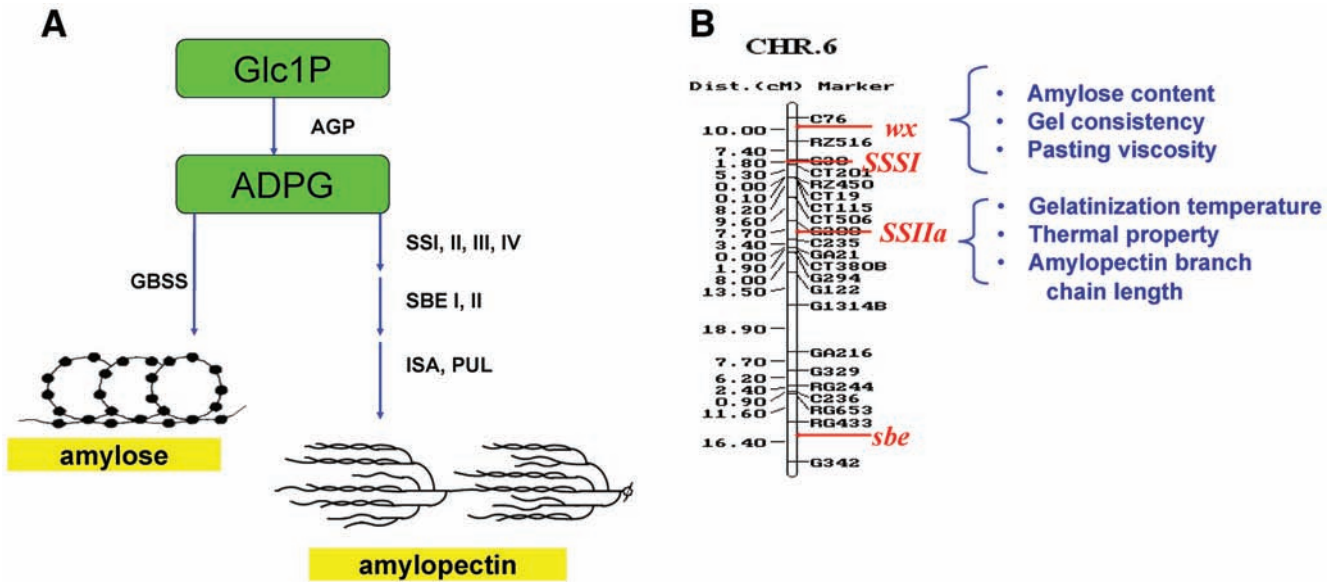 A
Glc1P
AGP
ADPG
GBSS
SSI, II, III, IV
SBE I, II
ISA, PUL
amylose
amylopectin
B
CHR.6
Dist.(cM) Marker
C76
10.00
wx
RZ516
7.40
1.80
SSSI
CT201
5.30
RZ450
0.00
CT19
0.10
CT115
8.20
CT506
9.60
7.70
SSIIa
C235
3.40
GA21
0.00
CT380B
1.90
G294
8.00
G122
13.50
G1314B
18.90
GA216
7.70
G329
6.20
RG244
2.40
C236
0.90
RG653
11.60
RG433
16.40
sbe
G342
• Amylose content
• Gel consistency
• Pasting viscosity
• Gelatinization temperature
• Thermal property
• Amylopectin branch
chain length